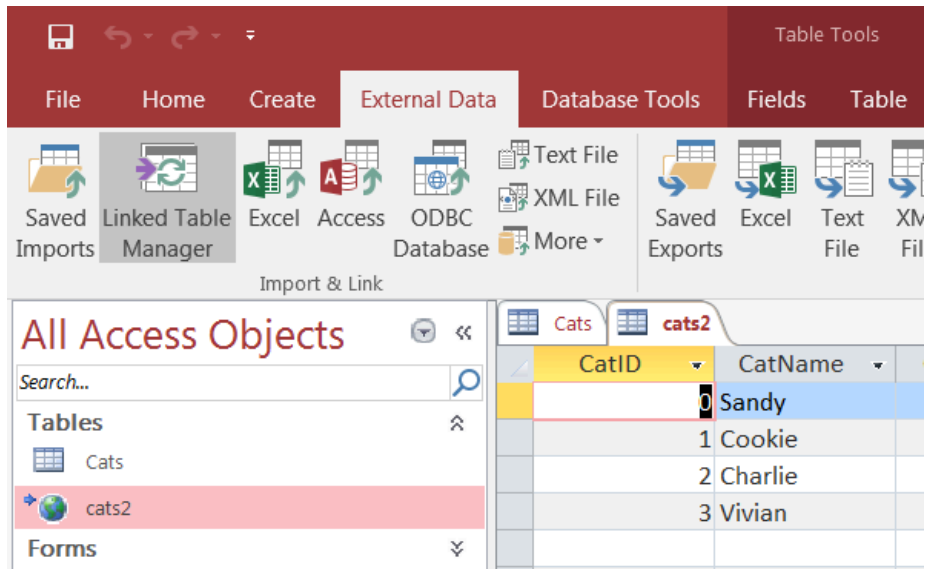 Table Tools
File Home Create External Data Database Tools Fields Table
Text File
XML File
More
Saved Imports
Linked Table Manager
Excel
Access
ODBC Database
Saved Exports
Excel
Text File
Import & Link
All Access Objects
Search...
Tables
Cats
cats2
Forms
Cats cats2
CatID CatName
0 Sandy
1 Cookie
2 Charlie
3 Vivian